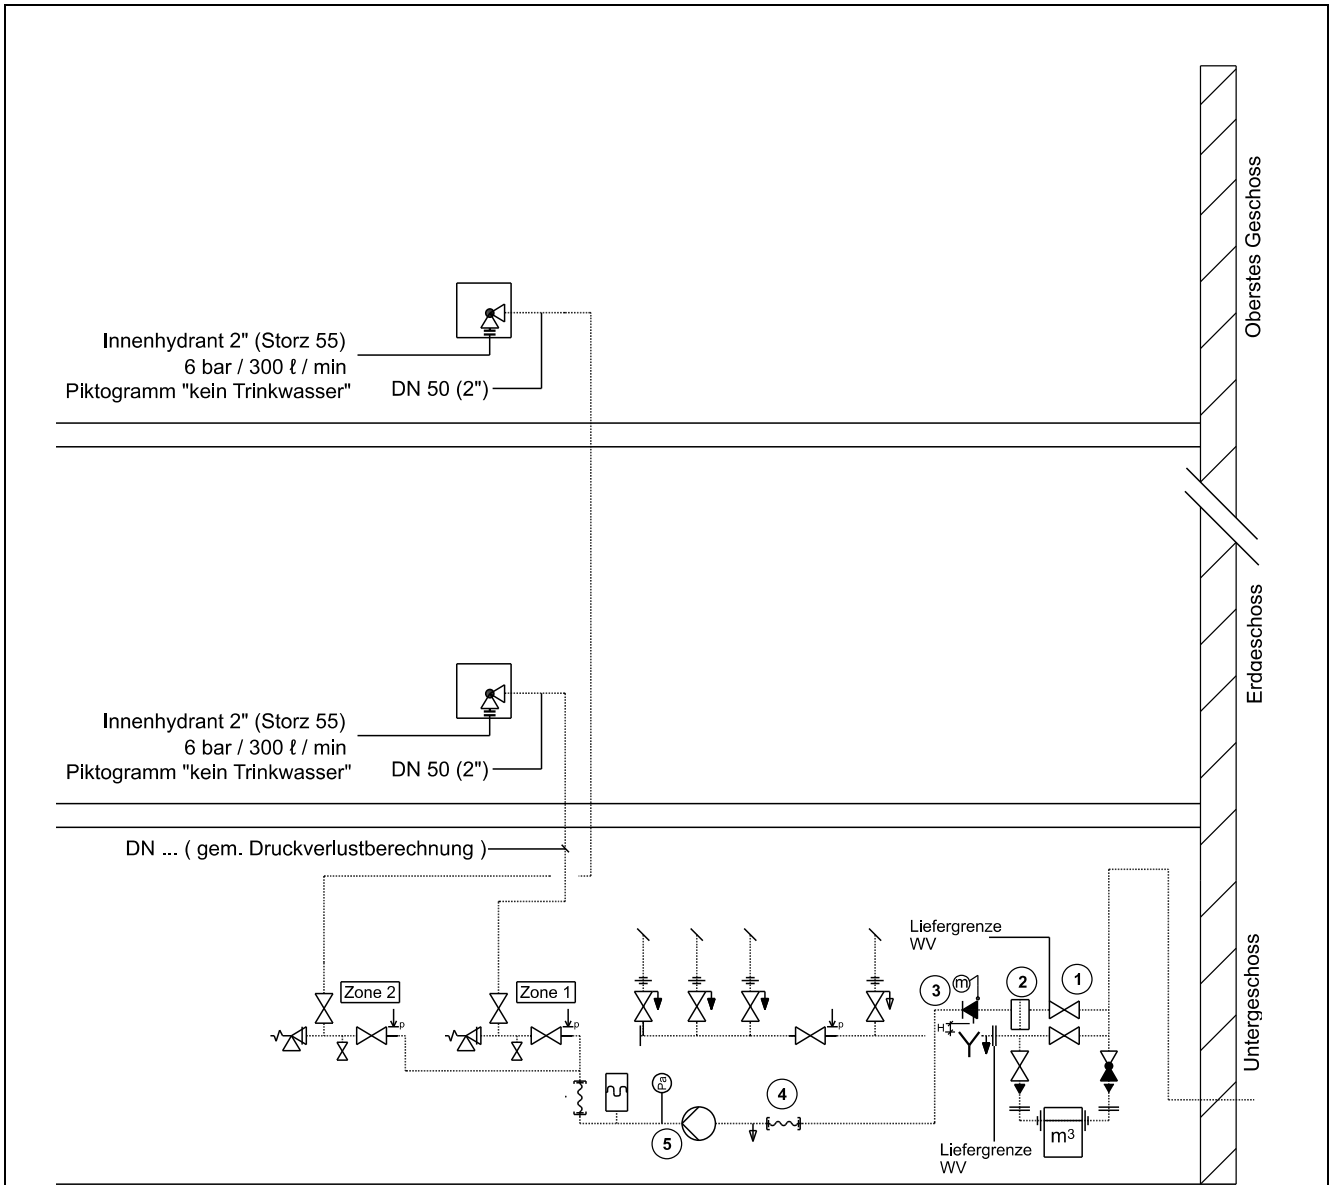 Oberstes Geschoss
Innenhydrant 2" (Storz 55)
6 bar / 300 ℓ / min
Piktogramm "kein Trinkwasser"
DN 50 (2")
Erdgeschoss
Innenhydrant 2" (Storz 55)
6 bar / 300 ℓ / min
Piktogramm "kein Trinkwasser"
DN 50 (2")
DN ... ( gem. Druckverlustberechnung )
Untergeschoss
Liefergrenze
WV
Zone 2
Zone 1
3
m
2
1
p
p
p
H
Pa
4
5
m³
Liefergrenze
WV